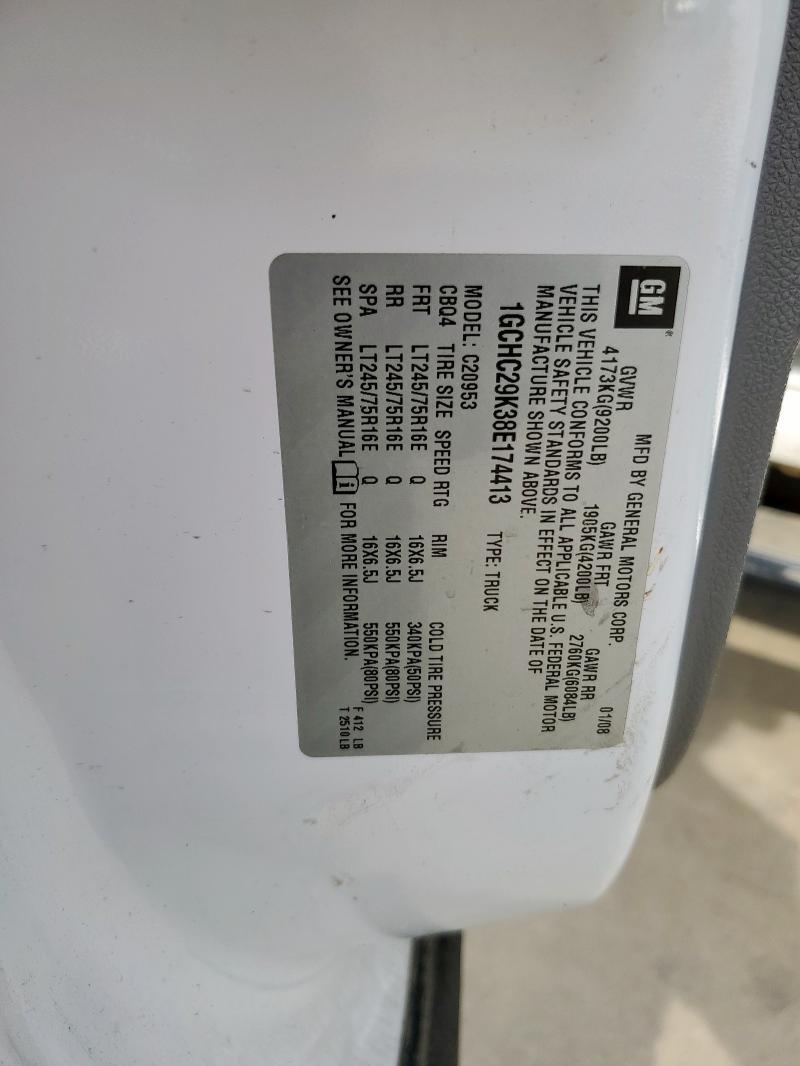 GM®
MFD BY GENERAL MOTORS CORP. 01/08
GVWR GAWR FRT GAWR RR
4173KG(9200LB) 1905KG(4200LB) 2760KG(6084LB)
THIS VEHICLE CONFORMS TO ALL APPLICABLE U.S. FEDERAL MOTOR
VEHICLE SAFETY STANDARDS IN EFFECT ON THE DATE OF
MANUFACTURE SHOWN ABOVE.
1GCHC29K38E174413 TYPE: TRUCK
MODEL: C20953
CBQ4 TIRE SIZE SPEED RTG RIM COLD TIRE PRESSURE
FRT LT245/75R16E Q 16X6.5J 340KPA(50PSI)
RR LT245/75R16E Q 16X6.5J 550KPA(80PSI)
SPA LT245/75R16E Q 16X6.5J 550KPA(80PSI)
SEE OWNER'S MANUAL i FOR MORE INFORMATION.
F 412 LB
T 2510 LB